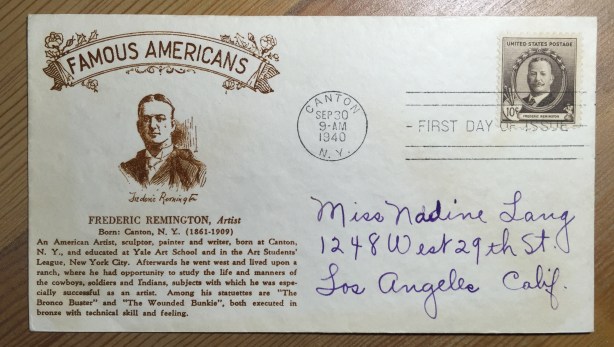 FAMOUS AMERICANS
Frederic Remington
FREDERIC REMINGTON, Artist
Born: Canton, N. Y. (1861-1909)
An American Artist, sculptor, painter and writer, born at Canton,
N. Y., and educated at Yale Art School and in the Art Students'
League, New York City. Afterwards he went west and lived upon a
ranch, where he had opportunity to study the life and manners of
the cowboys, soldiers and Indians, subjects with which he was espe-
cially successful as an artist. Among his statuettes are "The
Bronco Buster" and "The Wounded Bunkie", both executed in
bronze with technical skill and feeling.
CANTON
SEP 30
9-AM
1940
N.Y.
FIRST DAY OF ISSUE
UNITED STATES POSTAGE
10¢
FREDERIC REMINGTON
Miss Nadine Lang
1248 West 29th St.
Los Angeles Calif.